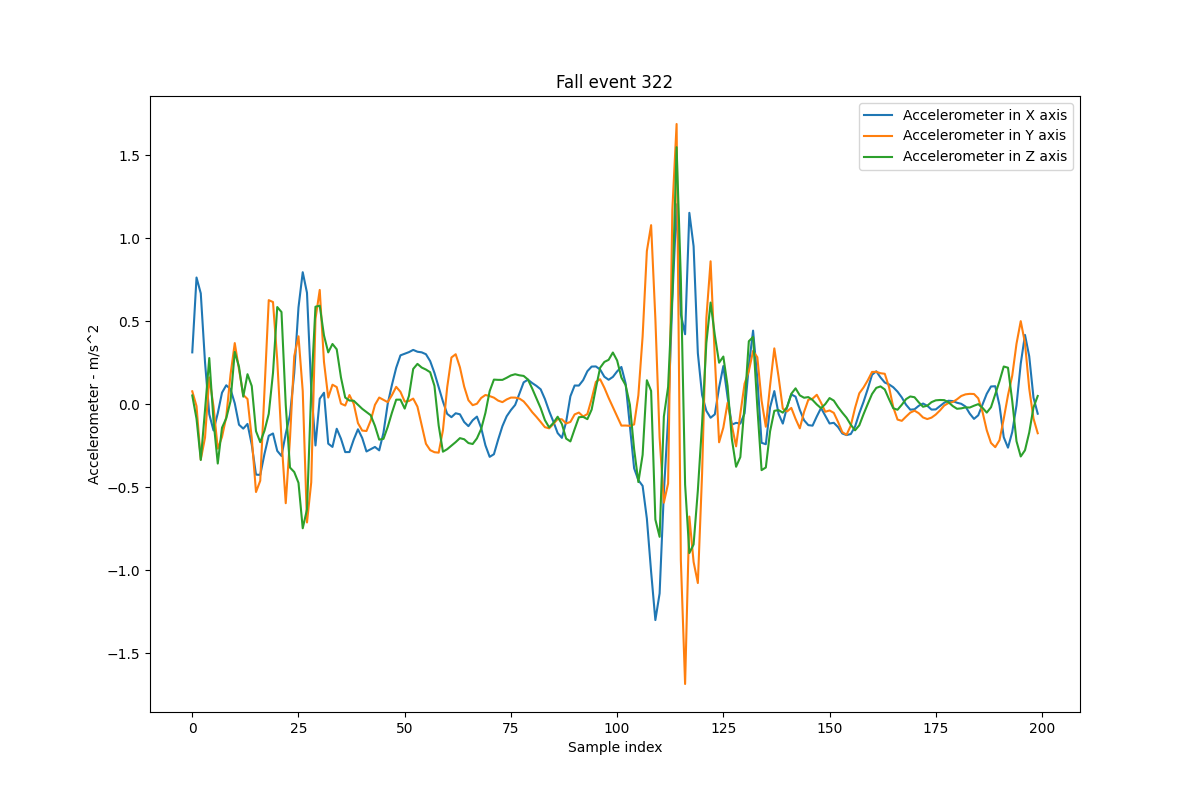 Fall event 322
Accelerometer in X axis
Accelerometer in Y axis
Accelerometer in Z axis
Accelerometer - m/s^2
1.5
1.0
0.5
0.0
−0.5
−1.0
−1.5
0 25 50 75 100 125 150 175 200
Sample index